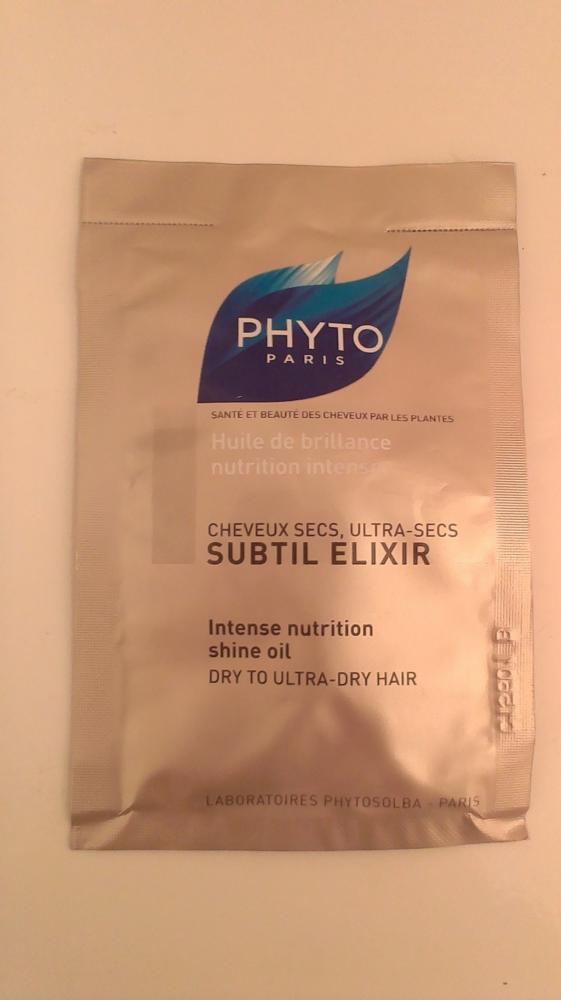 PHYTO
PARIS
SANTÉ ET BEAUTÉ DES CHEVEUX PAR LES PLANTES
Huile de brillance
nutrition intense
CHEVEUX SECS, ULTRA-SECS
SUBTIL ELIXIR
Intense nutrition
shine oil
DRY TO ULTRA-DRY HAIR
LABORATOIRES PHYTOSOLBA - PARIS